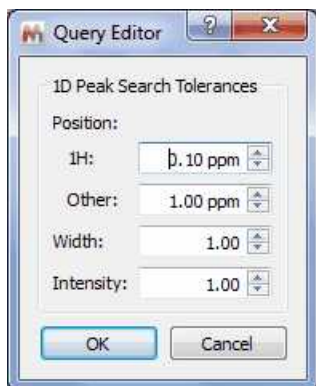 Query Editor
1D Peak Search Tolerances
Position:
1H: 0.10 ppm
Other: 1.00 ppm
Width: 1.00
Intensity: 1.00
OK Cancel